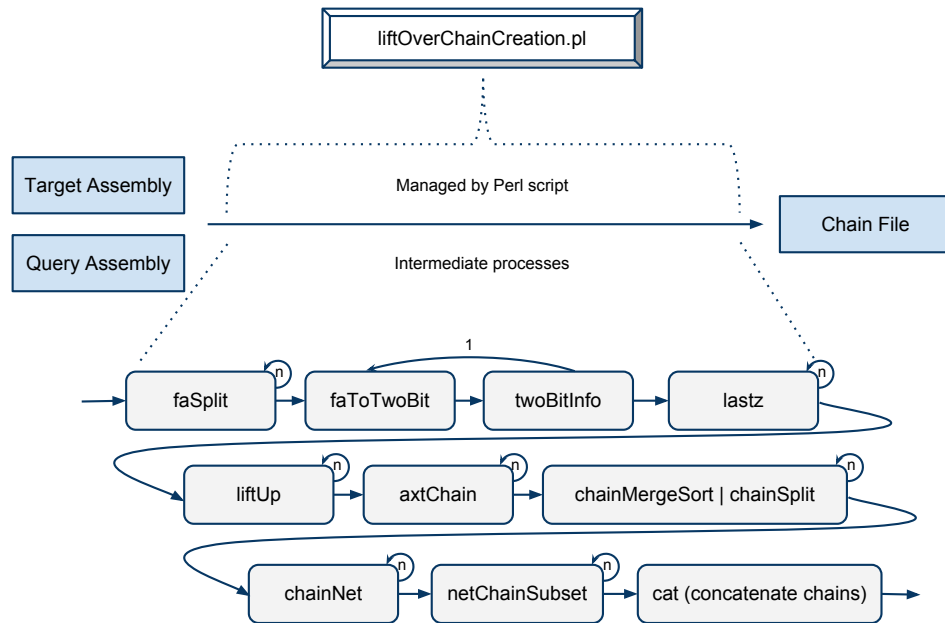 liftOverChainCreation.pl
Target Assembly
Managed by Perl script
Chain File
Query Assembly
Intermediate processes
1
n
n
faSplit
faToTwoBit
twoBitInfo
lastz
n
n
n
liftUp
axtChain
chainMergeSort | chainSplit
n
n
chainNet
netChainSubset
cat (concatenate chains)